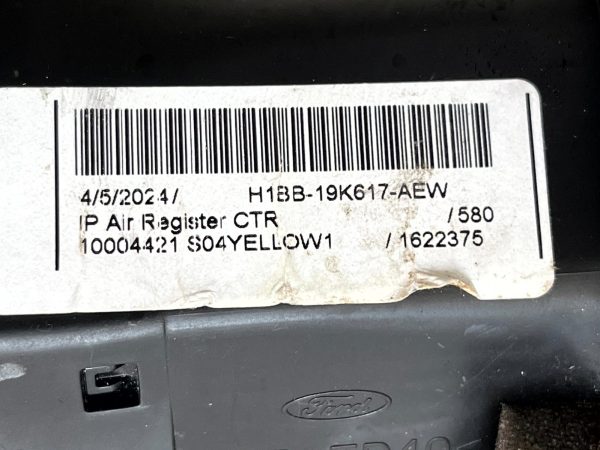 4/5/2024/ H1BB-19K617-AEW
IP Air Register CTR /580
10004421 S04YELLOW1 /1622375
Ford